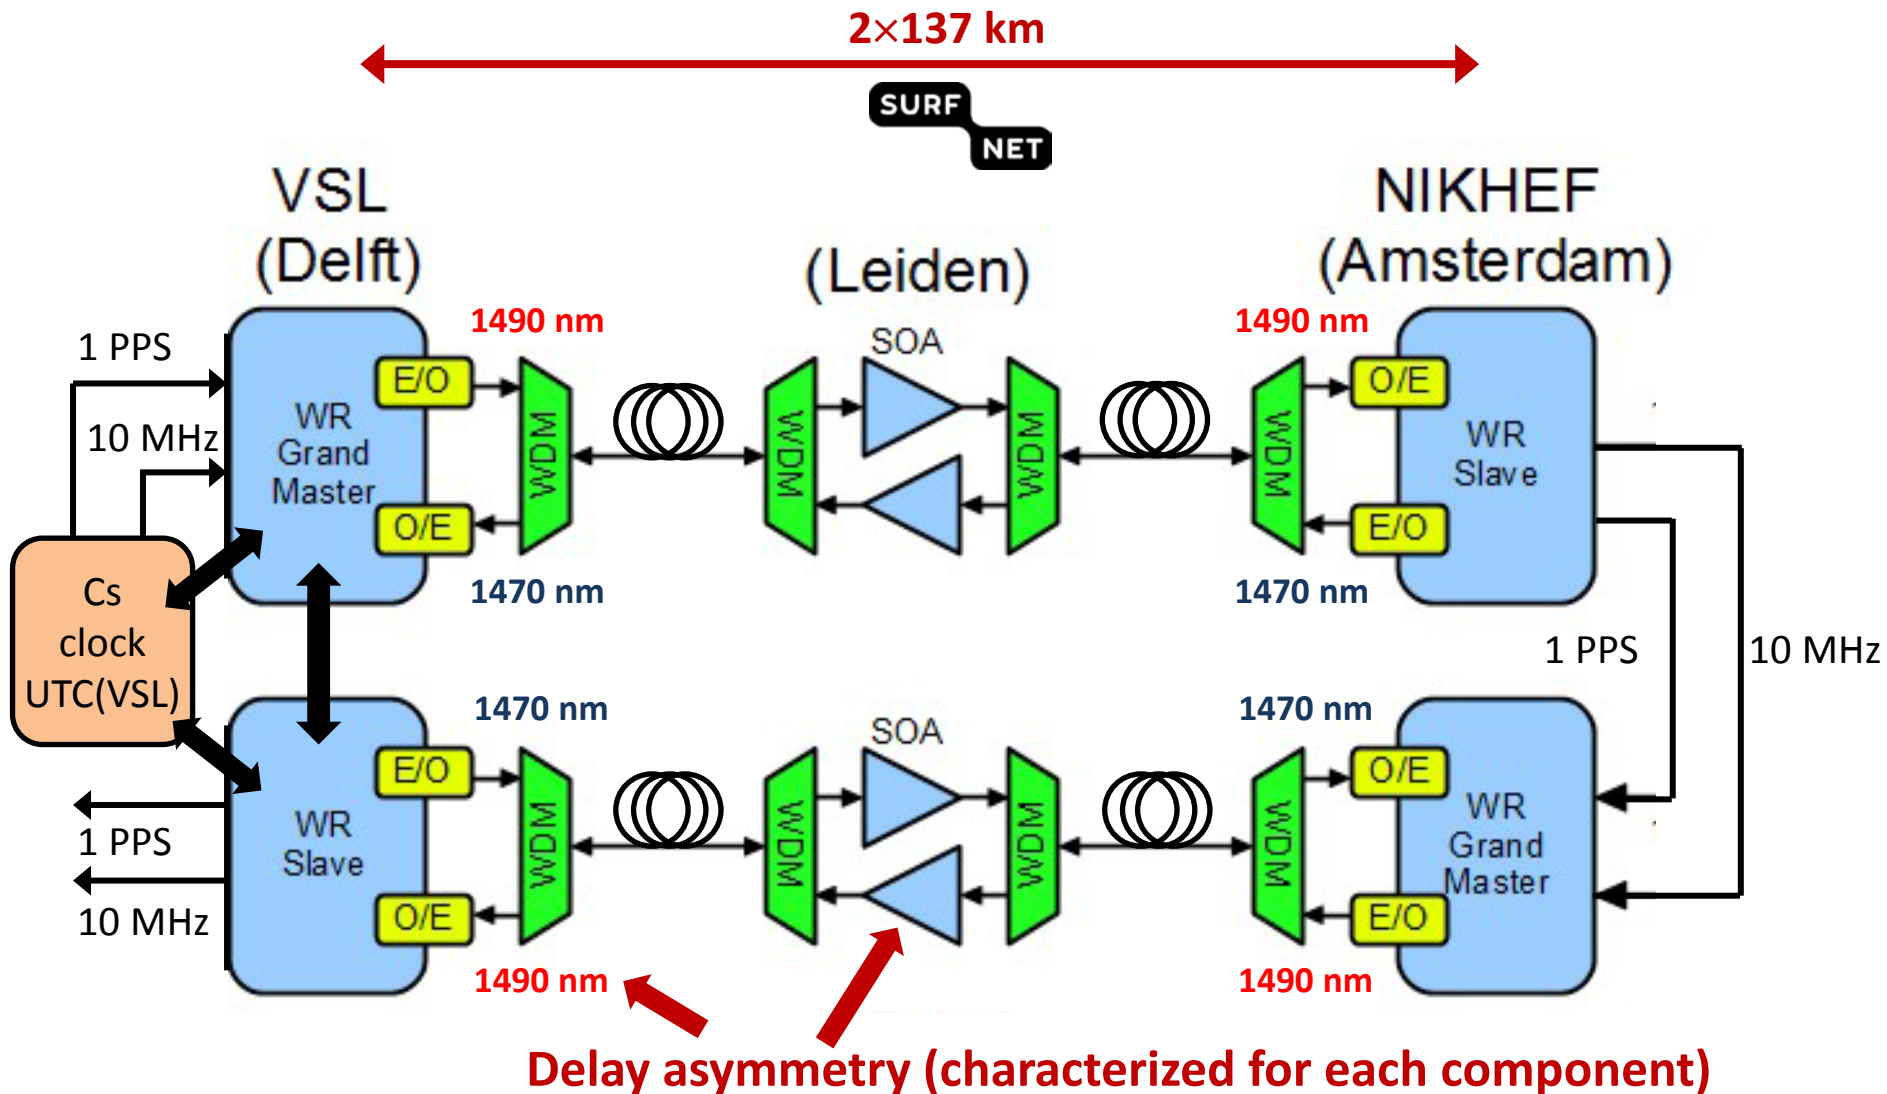 2×137 km
SURF
NET
VSL
(Delft)
(Leiden)
NIKHEF
(Amsterdam)
1490 nm
SOA
1490 nm
1 PPS
10 MHz
E/O
O/E
WR
Grand
Master
WDM
WDM
WDM
WDM
O/E
E/O
WR
Slave
1470 nm
1470 nm
Cs
clock
UTC(VSL)
1 PPS
10 MHz
1470 nm
SOA
1470 nm
E/O
O/E
WR
Slave
WDM
WDM
WDM
WDM
O/E
E/O
WR
Grand
Master
1 PPS
10 MHz
1490 nm
1490 nm
Delay asymmetry (characterized for each component)